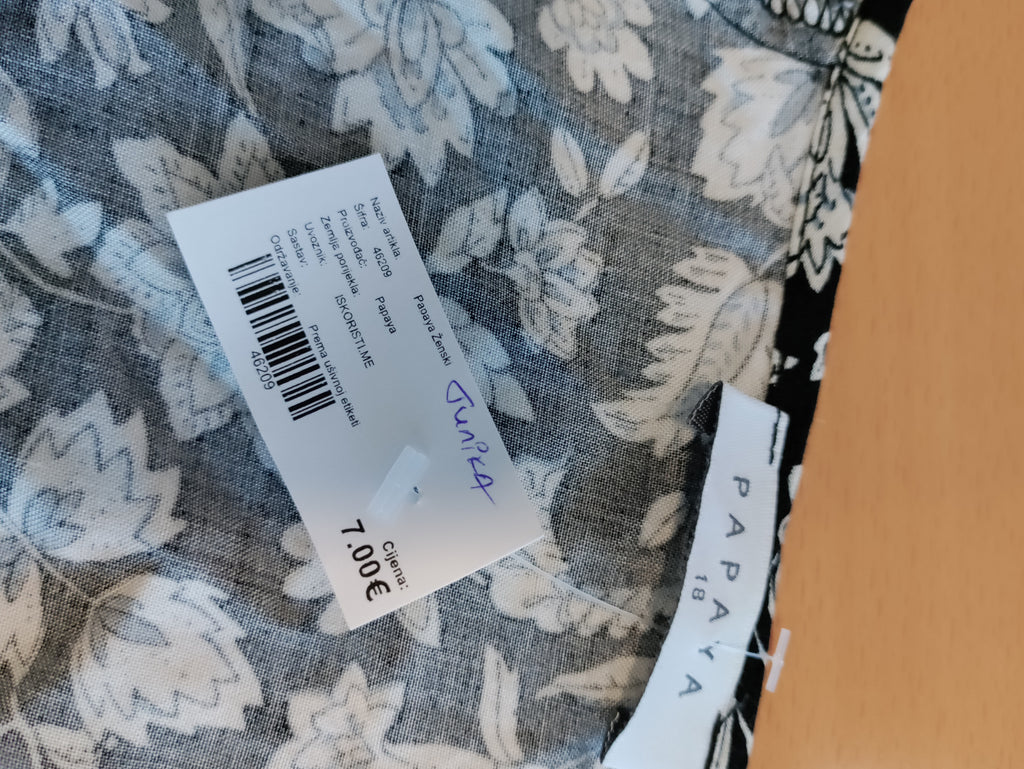 Naziv artikla: Papaya Ženski
Tunika
Šifra: 46209
Proizvođač: Papaya
Zemlja porijekla:
Uvoznik: ISKORISTI.ME
Sastav:
Održavanje: Prema ušivnoj etiketi
46209
Cijena:
7.00€
PAPAYA
18